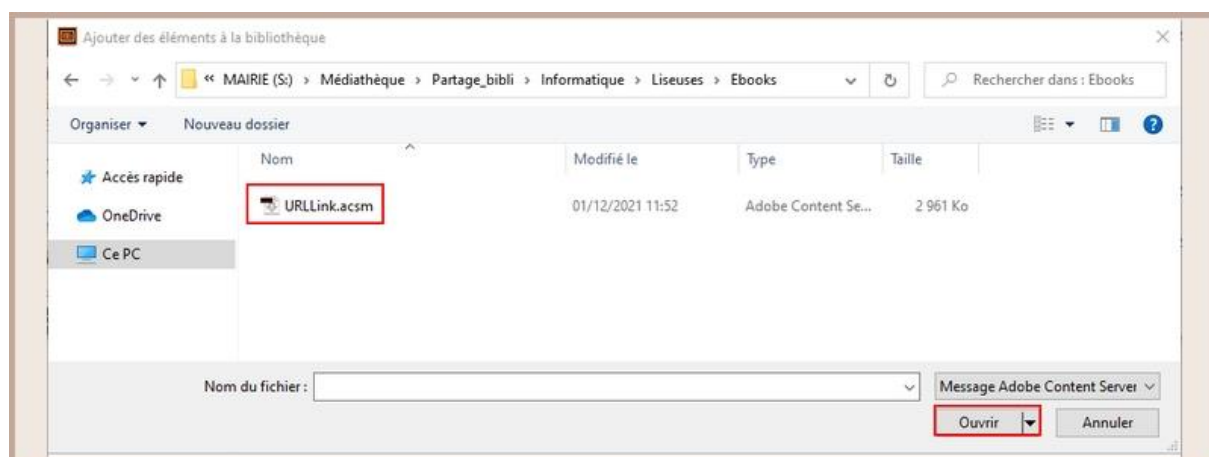 Ajouter des éléments à la bibliothèque
« MAIRIE (S:) > Médiathèque > Partage_bibli > Informatique > Liseuses > Ebooks
Rechercher dans : Ebooks
Organiser Nouveau dossier
Nom Modifié le Type Taille
Accès rapide
URLLink.acsm 01/12/2021 11:52 Adobe Content Se... 2 961 Ko
OneDrive
Ce PC
Nom du fichier : Message Adobe Content Server
Ouvrir Annuler